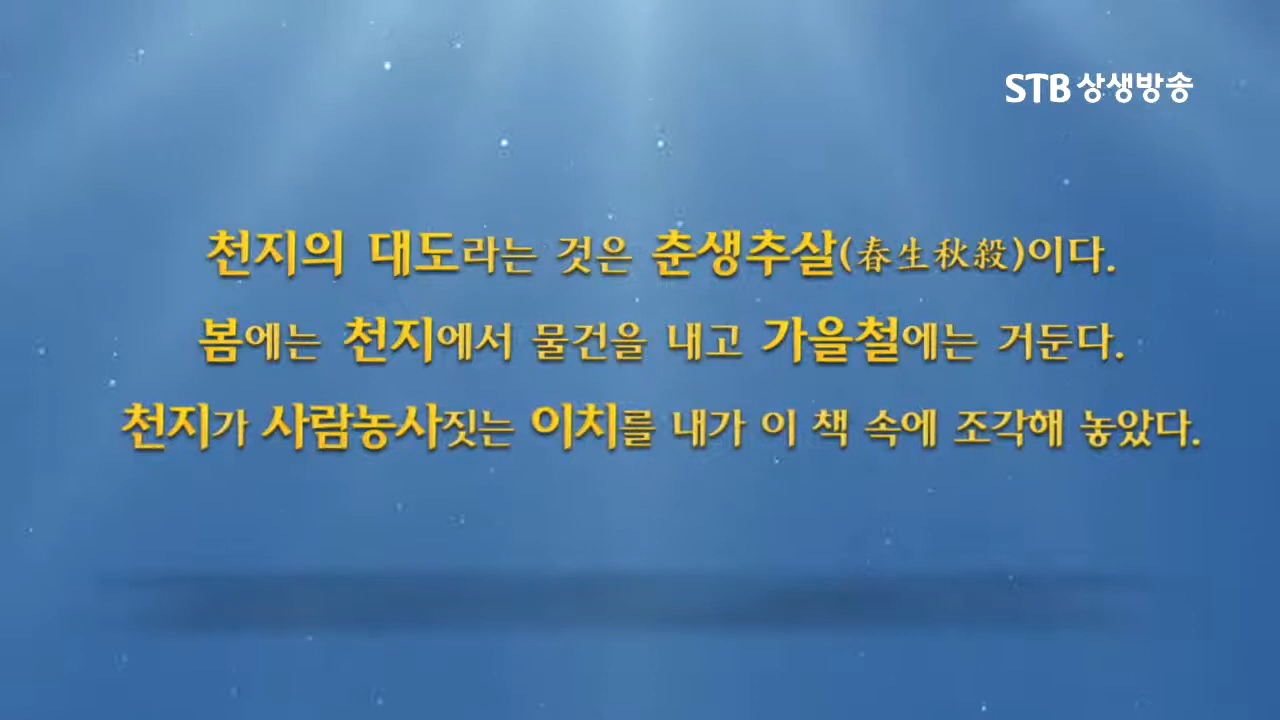 STB 상생방송
천지의 대도라는 것은 춘생추살(春生秋殺)이다.
봄에는 천지에서 물건을 내고 가을철에는 거둔다.
천지가 사람농사짓는 이치를 내가 이 책 속에 조각해 놓았다.